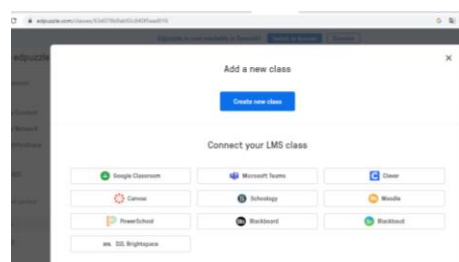 edpuzzle.com/classes/
edpuzzle
Add a new class
Create new class
Connect your LMS class
Google Classroom
Microsoft Teams
Clever
Canvas
Schoology
Moodle
PowerSchool
Blackboard
Blackbaud
D2L Brightspace